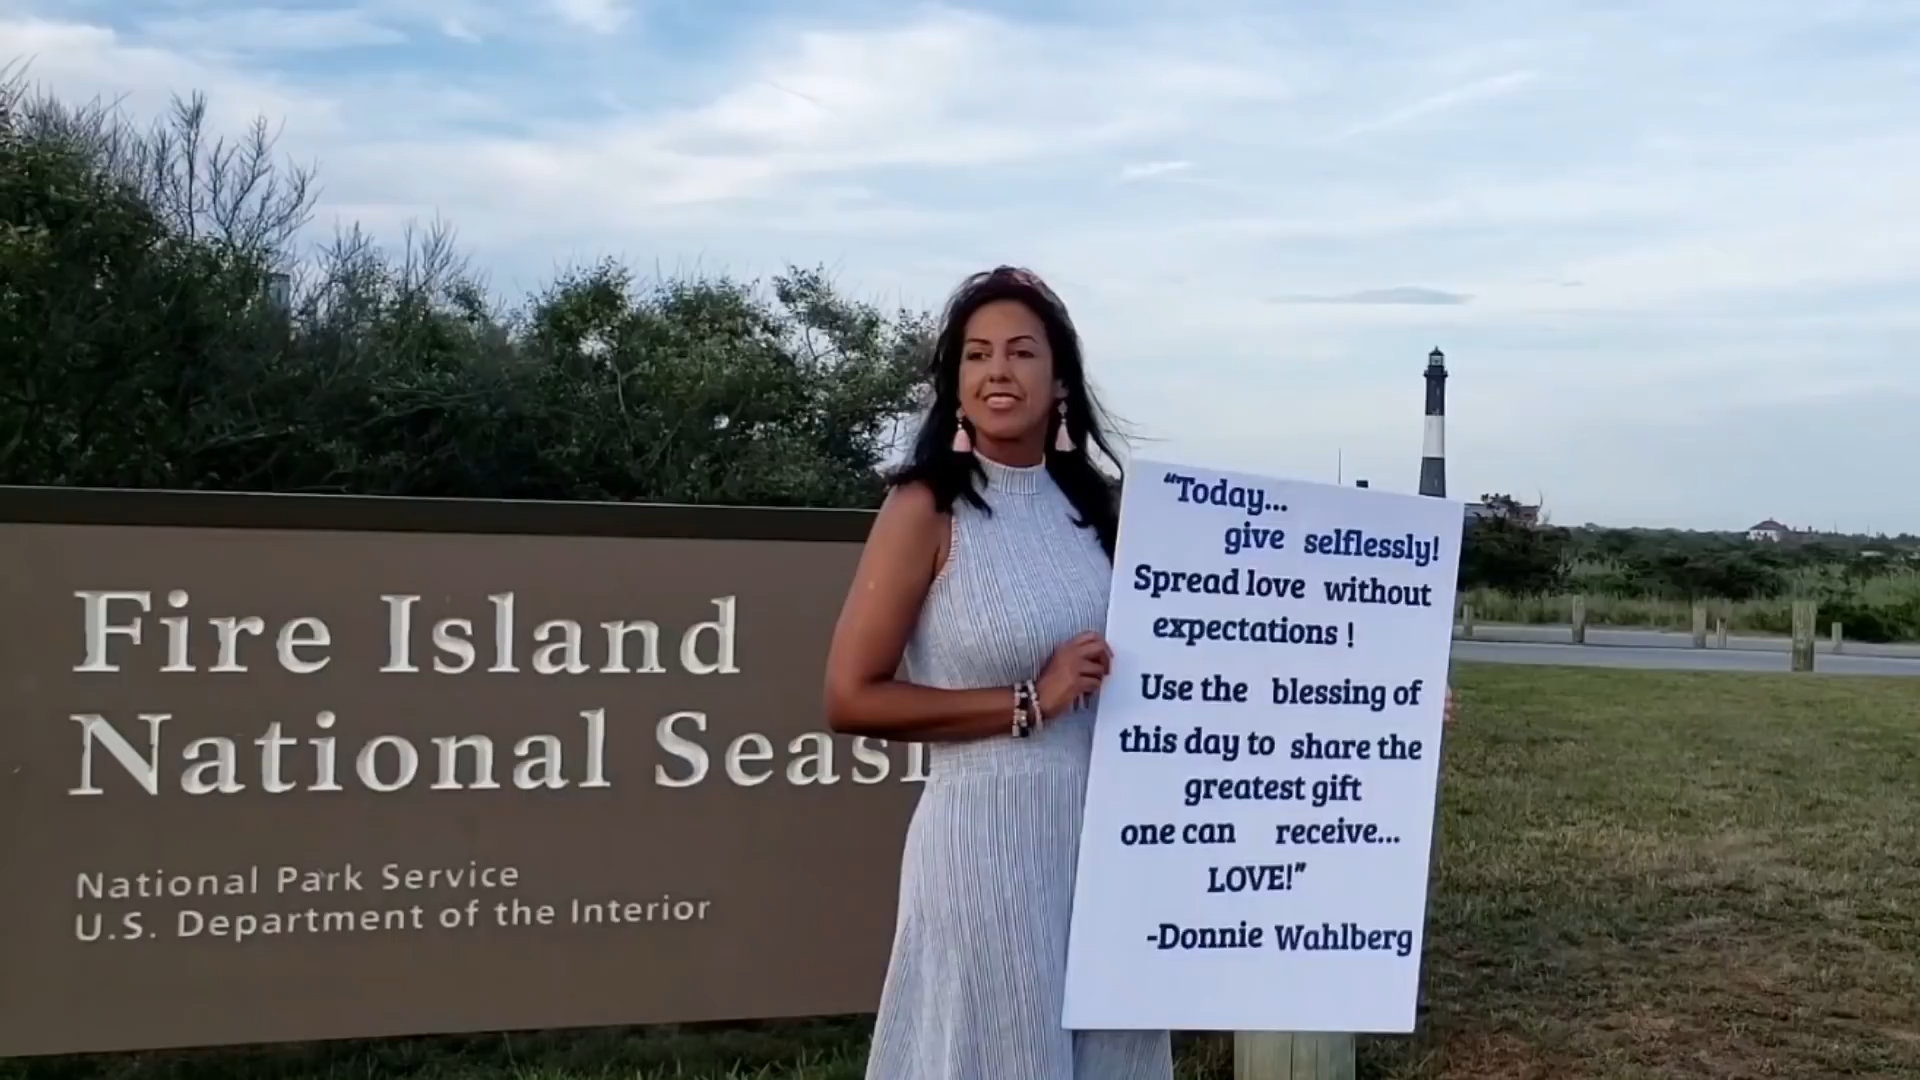 Fire Island
National Seas
National Park Service
U.S. Department of the Interior
“Today...
give selflessly!
Spread love without
expectations !
Use the blessing of
this day to share the
greatest gift
one can receive...
LOVE!”
-Donnie Wahlberg